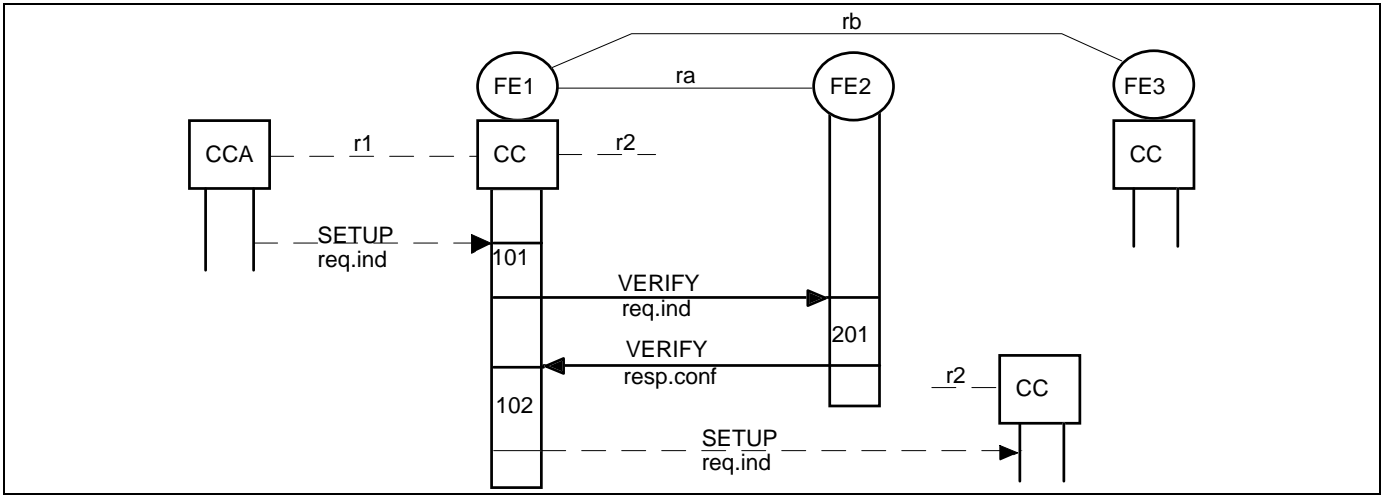 rb
FE1
ra
FE2
FE3
CCA
r1
CC
r2
CC
SETUP
req.ind
101
VERIFY
req.ind
201
VERIFY
resp.conf
r2
CC
102
SETUP
req.ind